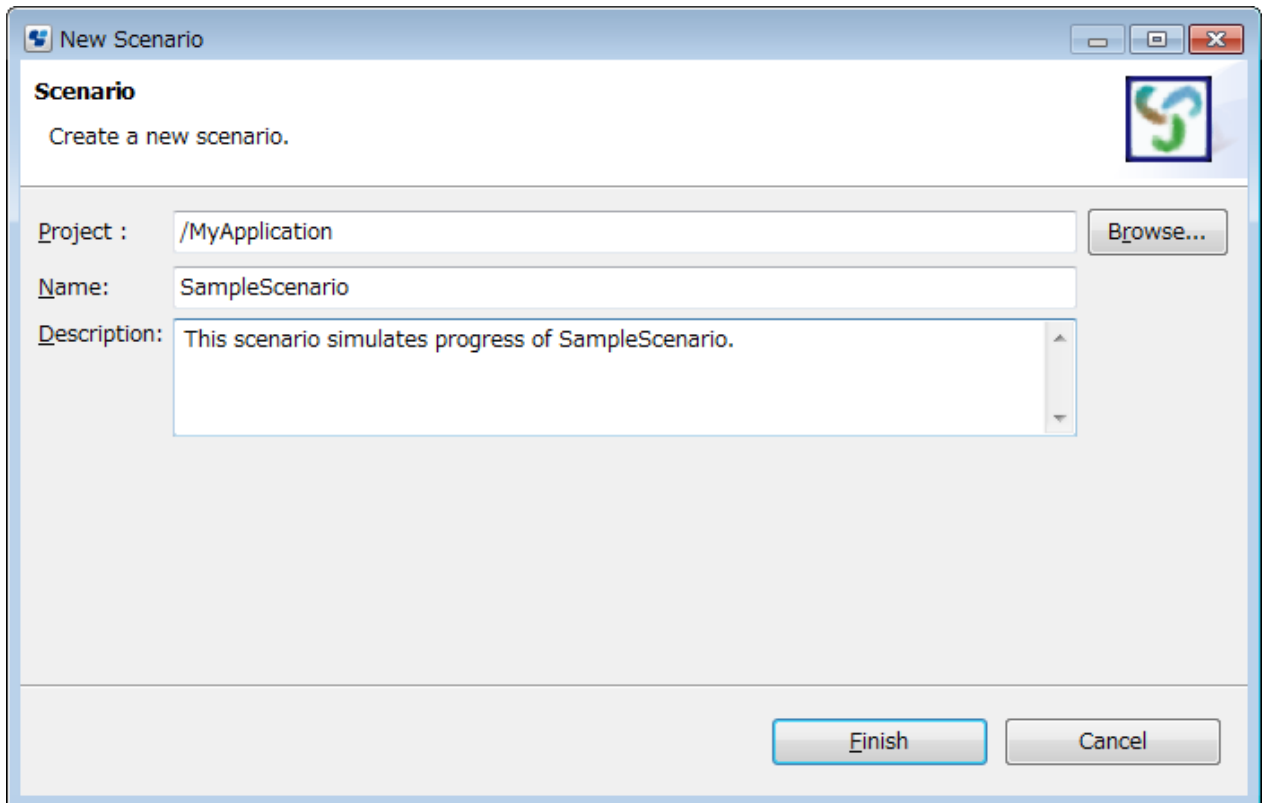 New Scenario
Scenario
Create a new scenario.
Project : /MyApplication Browse...
Name: SampleScenario
Description: This scenario simulates progress of SampleScenario.
Finish Cancel